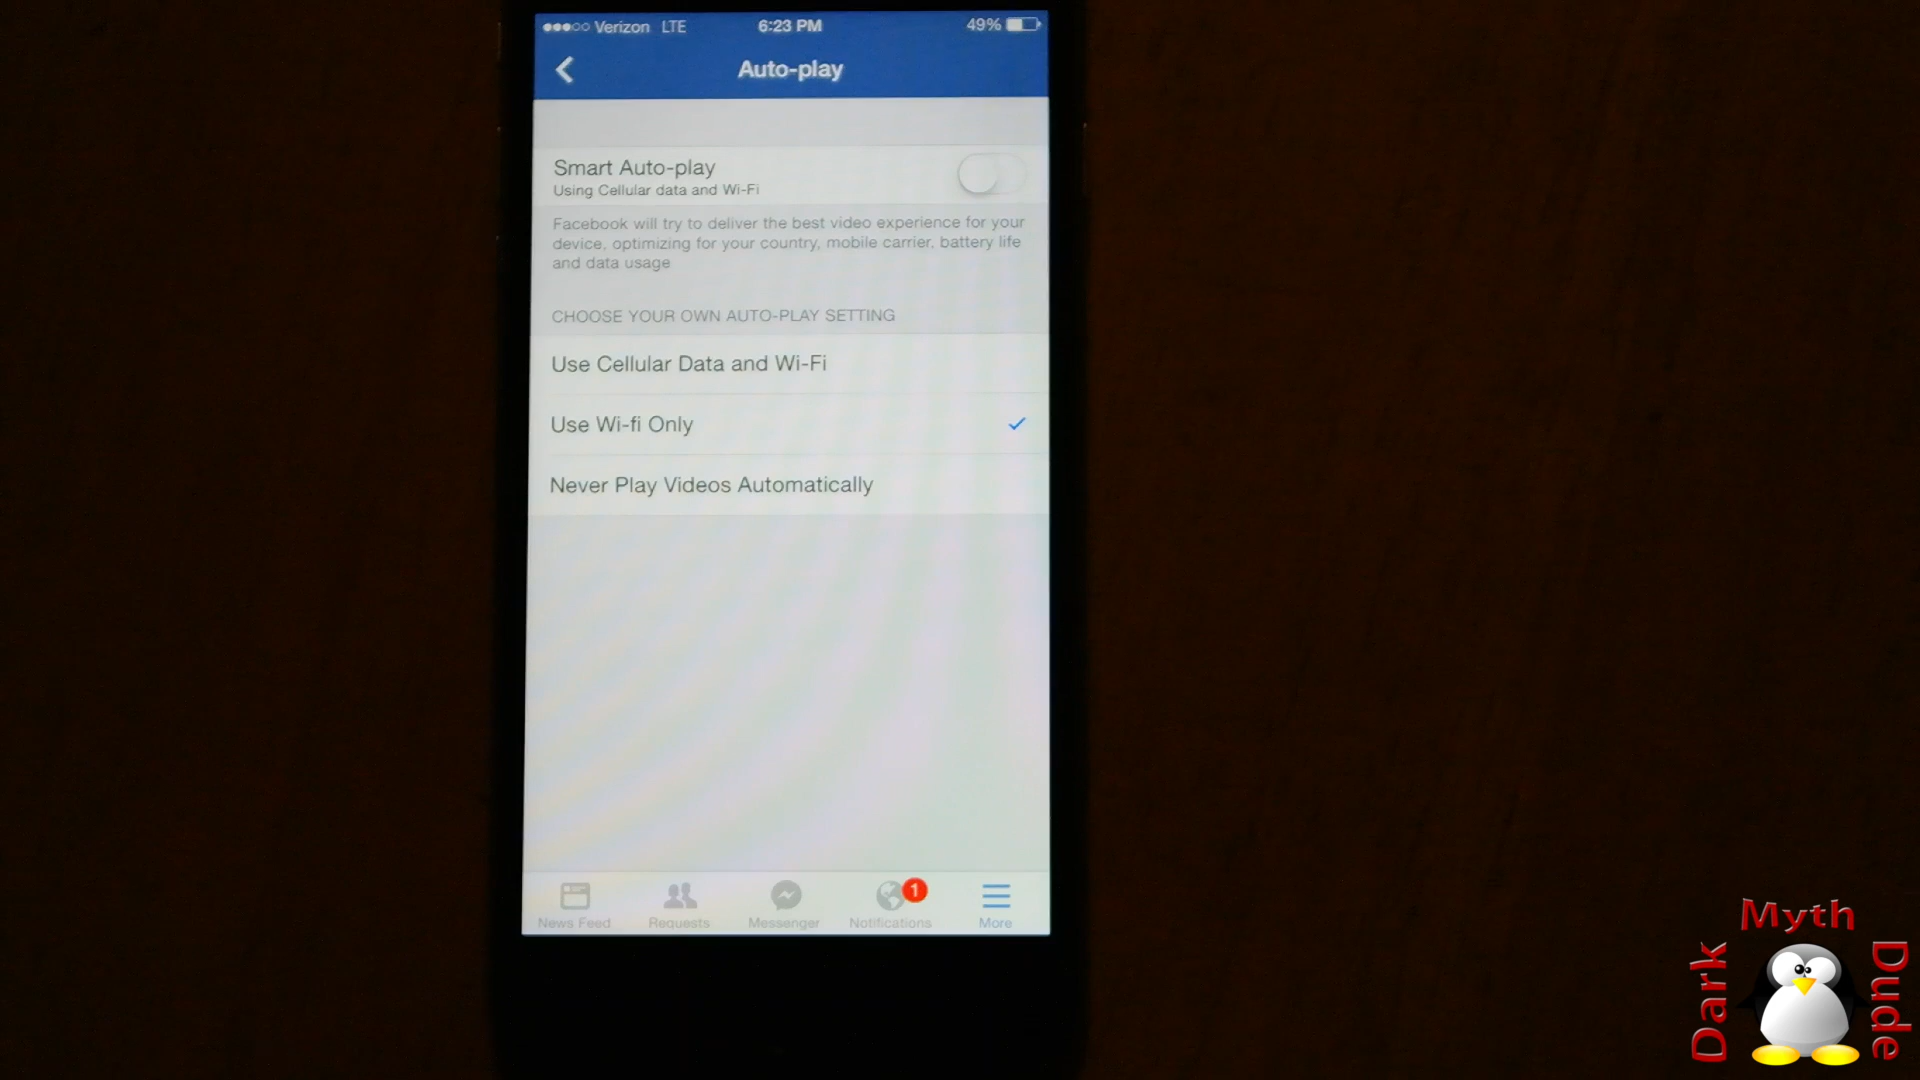 Verizon LTE 6:23 PM 49%
Auto-play
Smart Auto-play
Using Cellular data and Wi-Fi
Facebook will try to deliver the best video experience for your
device, optimizing for your country, mobile carrier, battery life
and data usage
CHOOSE YOUR OWN AUTO-PLAY SETTING
Use Cellular Data and Wi-Fi
Use Wi-fi Only
Never Play Videos Automatically
1
News Feed Requests Messenger Notifications More
Dark Myth Dude